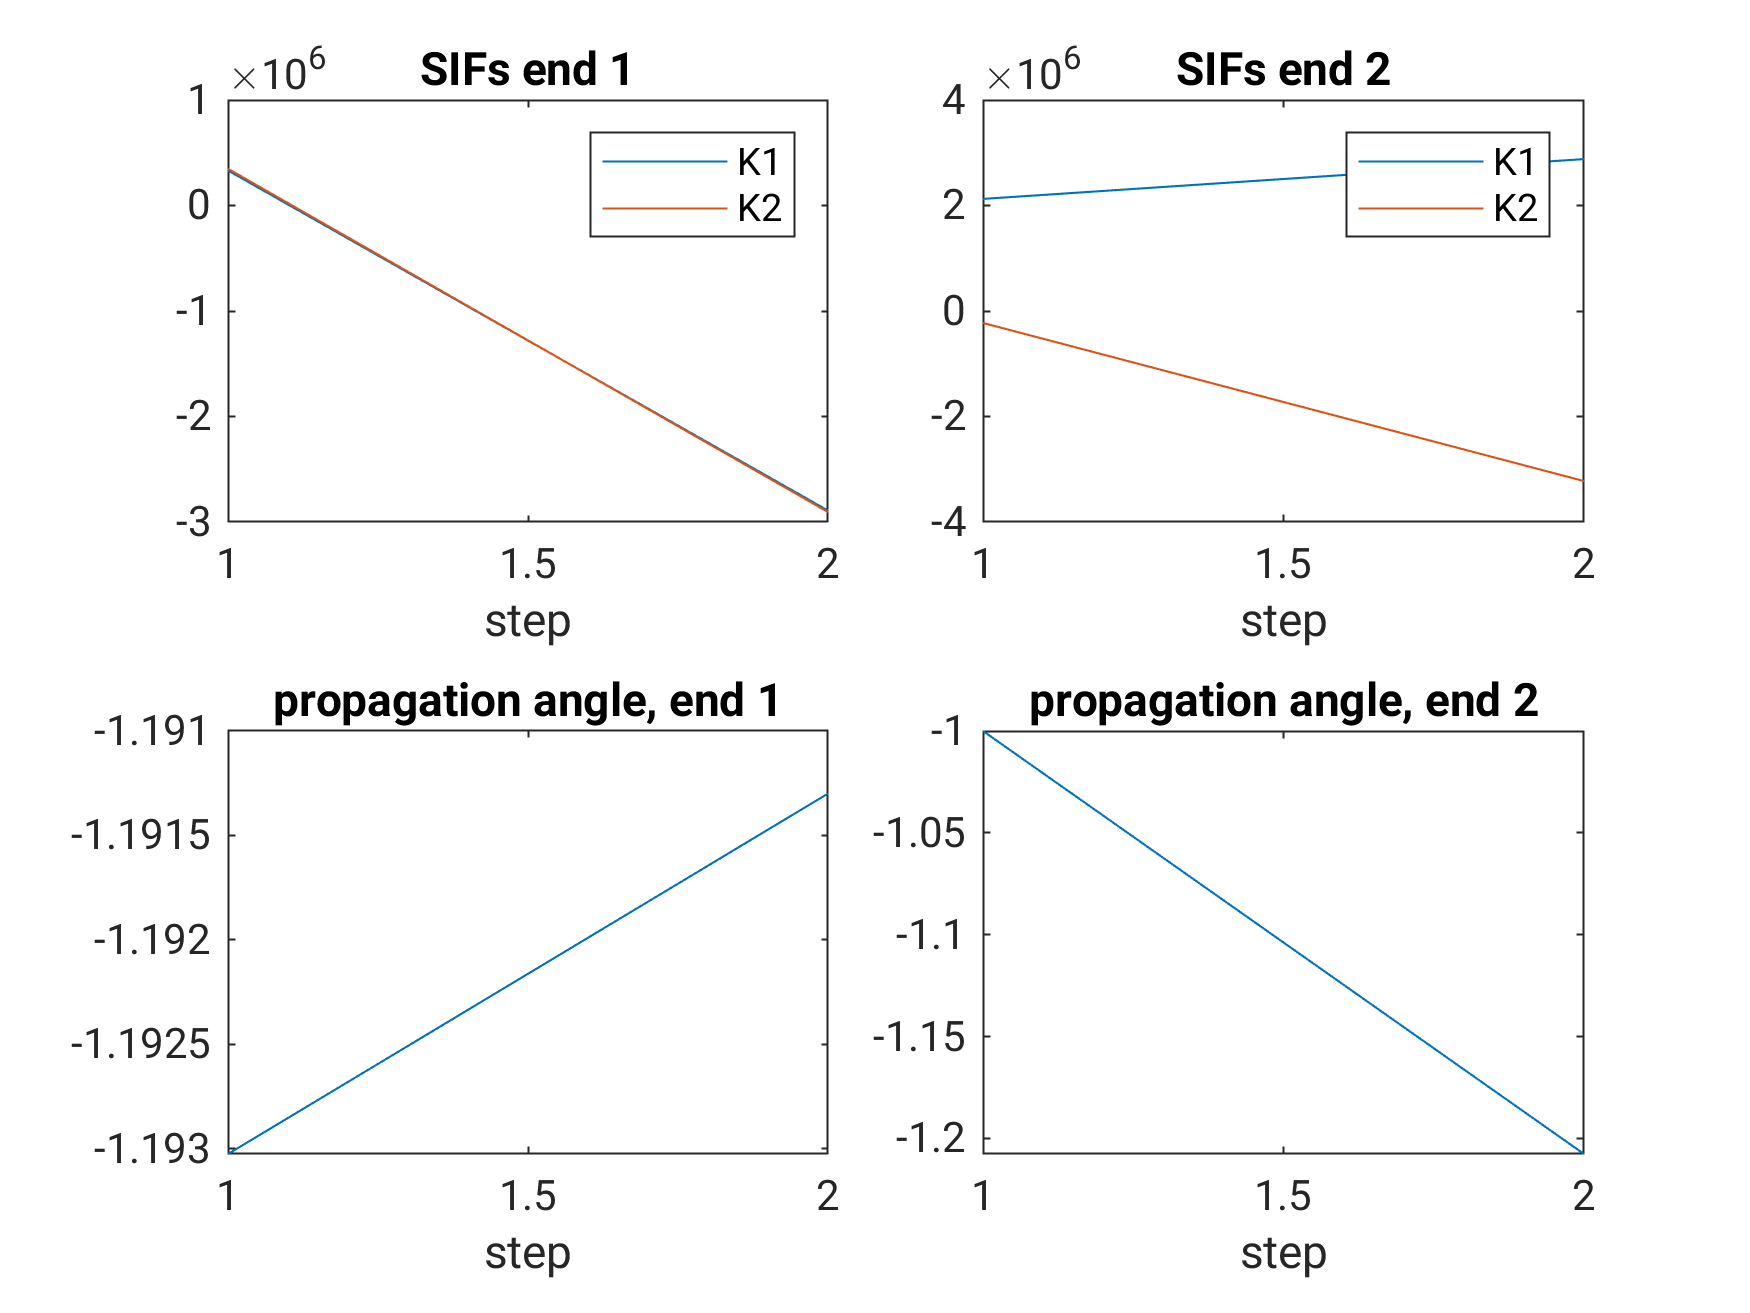 ×10^6 SIFs end 1
1
0
-1
-2
-3
K1
K2
1 1.5 2
step
×10^6 SIFs end 2
4
2
0
-2
-4
K1
K2
1 1.5 2
step
propagation angle, end 1
-1.191
-1.1915
-1.192
-1.1925
-1.193
1 1.5 2
step
propagation angle, end 2
-1
-1.05
-1.1
-1.15
-1.2
1 1.5 2
step